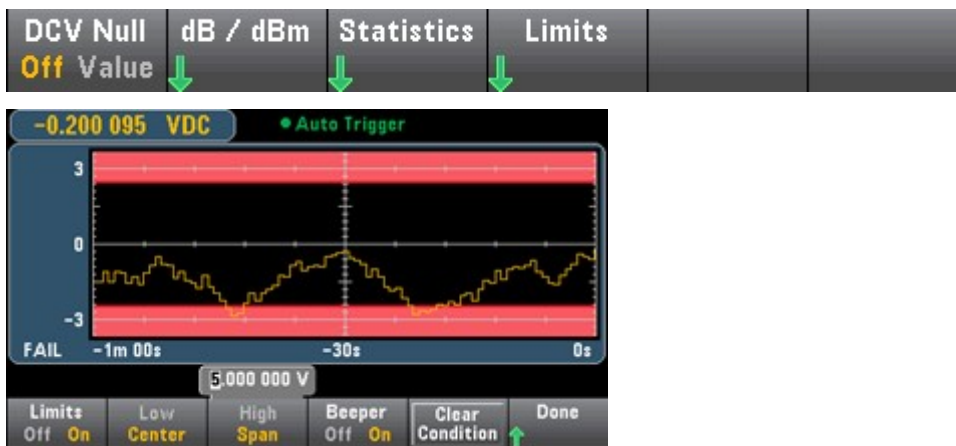 DCV Null dB / dBm Statistics Limits
Off Value
-0.200 095 VDC Auto Trigger
3
0
-3
FAIL -1m 00s -30s 0s
5.000 000 V
Limits Low High Beeper Clear Done
Off On Center Span Off On Condition